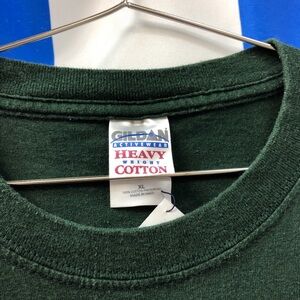 GILDAN
ACTIVEWEAR
HEAVY
WEIGHT
COTTON
XL